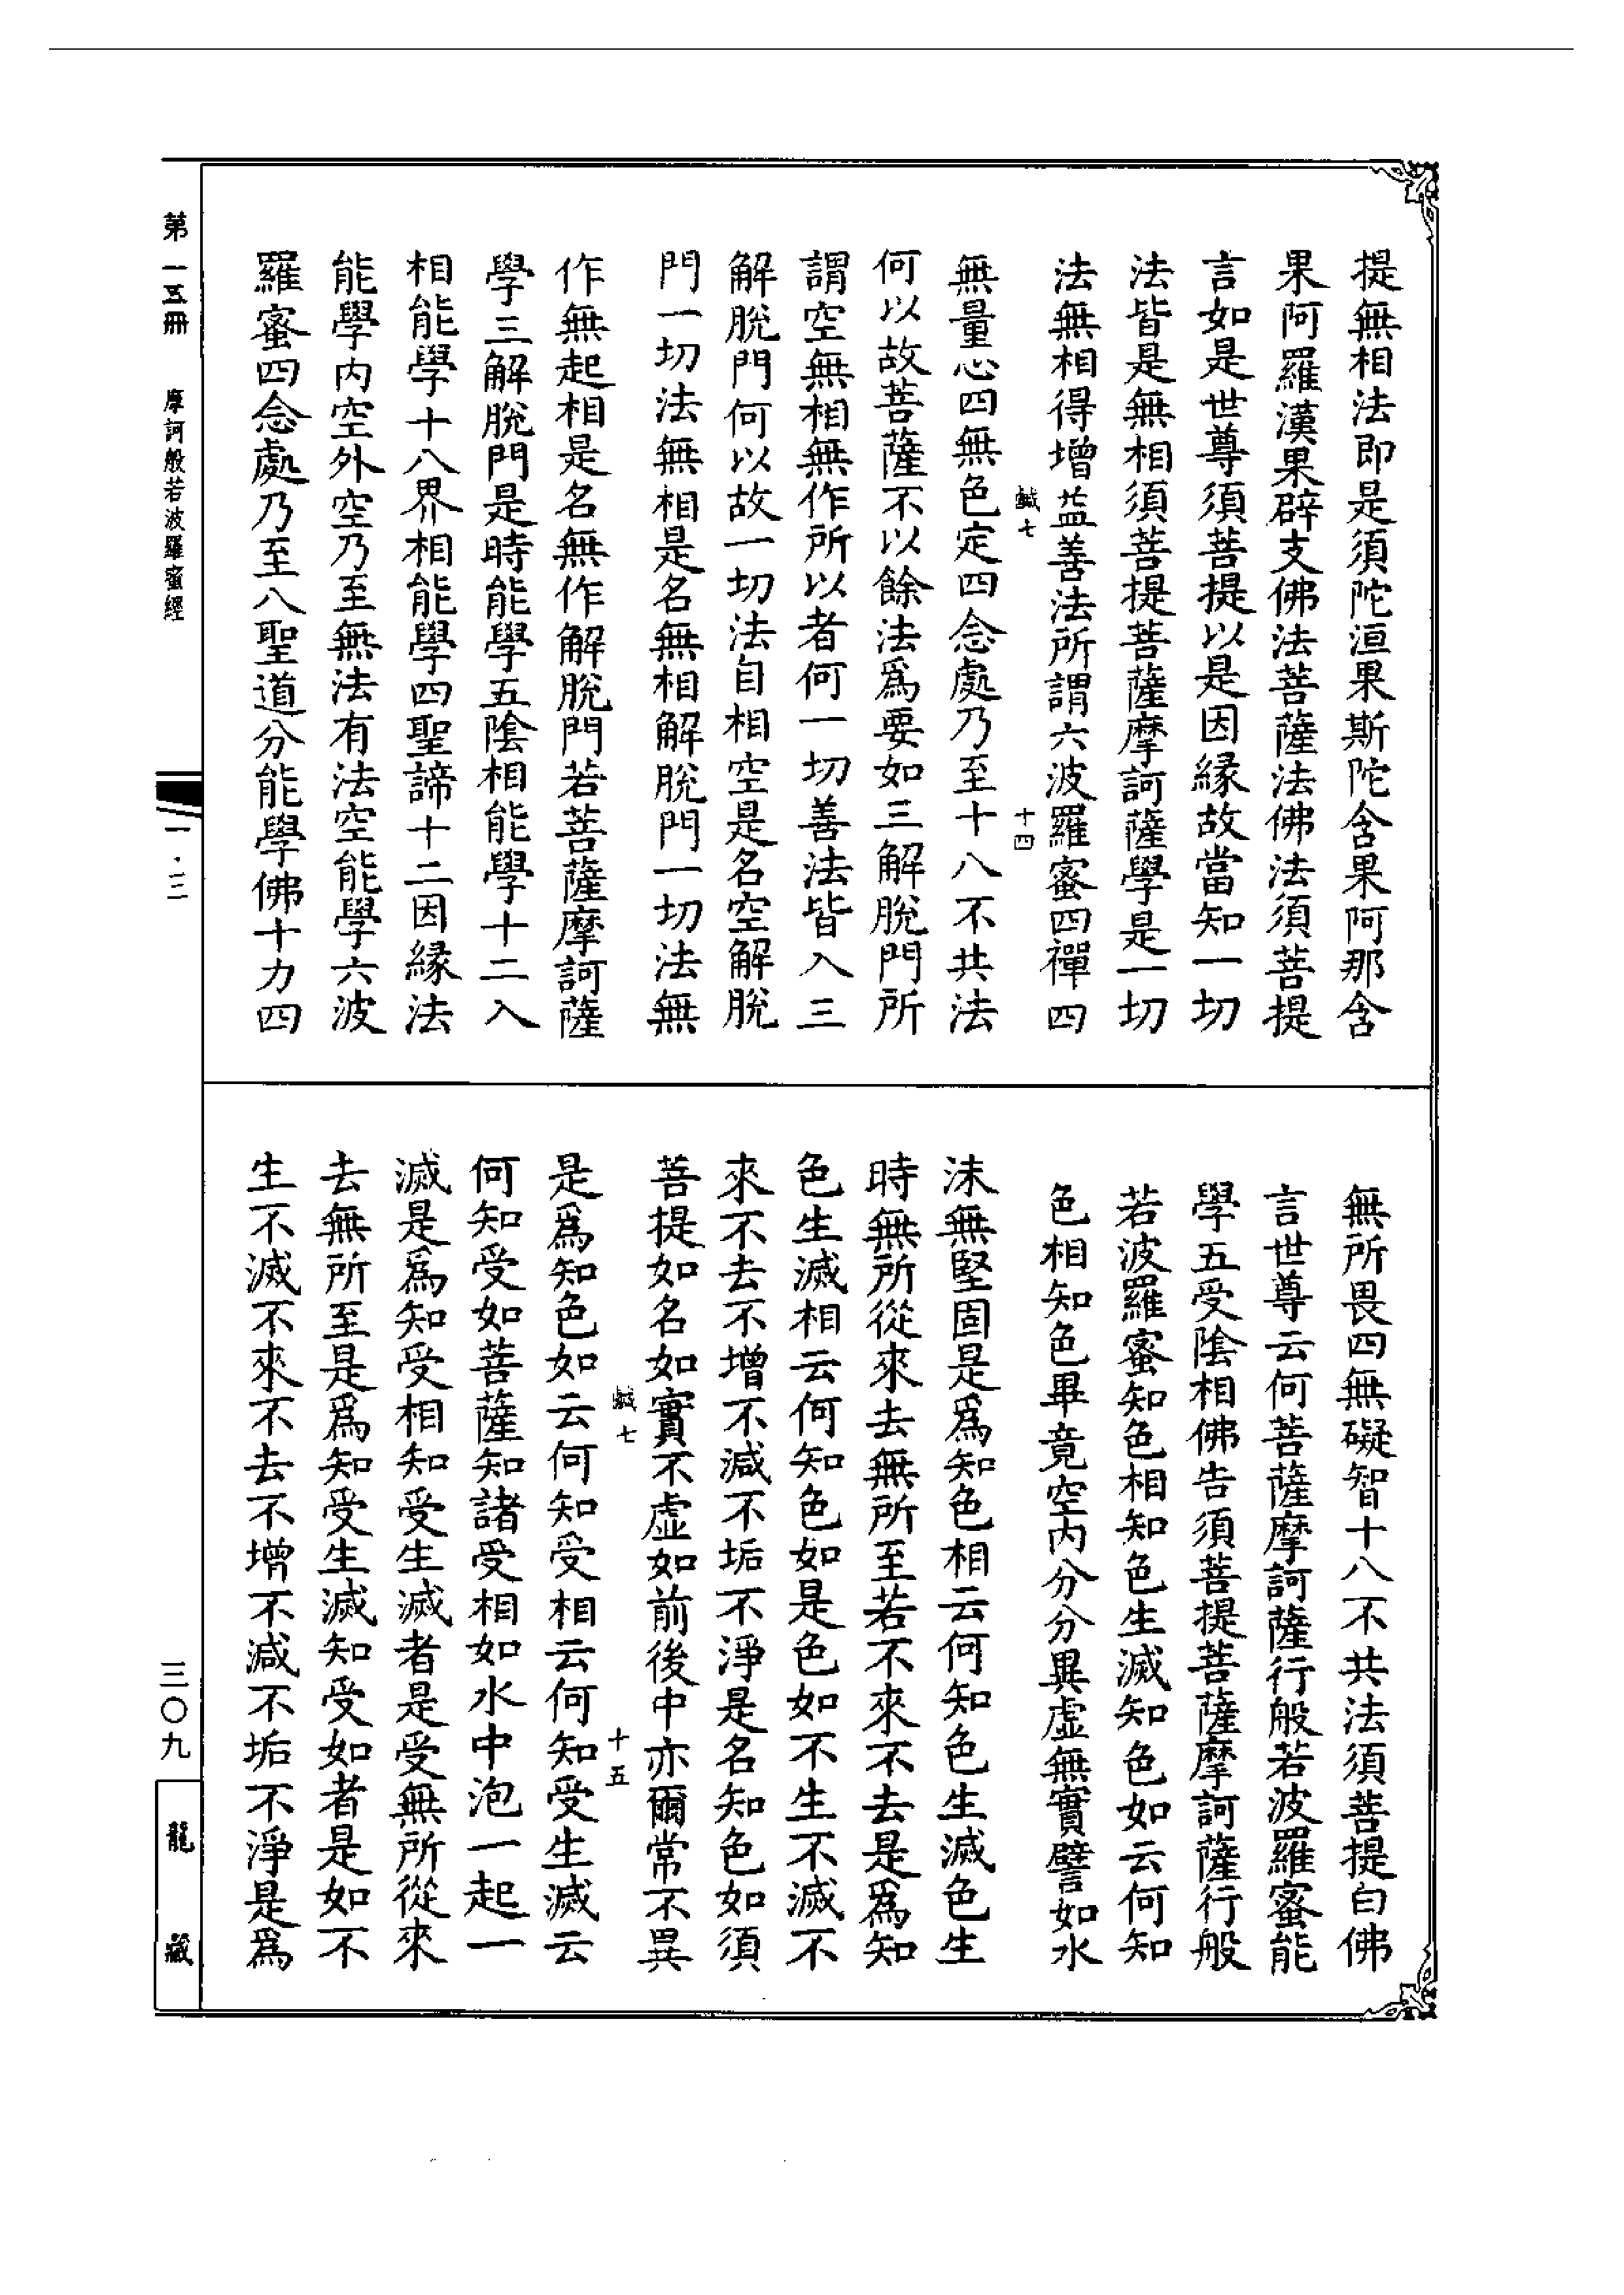 提無相法即是須陀洹果斯陀含果阿那含
果阿羅漢果辟支佛法菩薩法佛法須菩提
言如是世尊須菩提以是因緣故當知一切
法皆是無相須菩提菩薩摩訶薩學是一切
法無相得增益善法所謂六波羅蜜四禪四
鹹七
十四
無量心四無色定四念處乃至十八不共法
何以故菩薩不以餘法爲要如三解脫門所
謂空無相無作所以者何一切善法皆入三
解脫門何以故一切法自相空是名空解脫
門一切法無相是名無相解脫門一切法無
作無起相是名無作解脫門若菩薩摩訶薩
學三解脫門是時能學五陰相能學十二入
相能學十八界相能學四聖諦十二因緣法
能學內空外空乃至無法有法空能學六波
羅蜜四念處乃至八聖道分能學佛十力四
無所畏四無礙智十八不共法須菩提白佛
言世尊云何菩薩摩訶薩行般若波羅蜜能
學五受陰相佛告須菩提菩薩摩訶薩行般
若波羅蜜知色相知色生滅知色如云何知
色相知色畢竟空內分分異虛無實譬如水
沫無堅固是爲知色相云何知色生滅色生
時無所從來去無所至若不來不去是爲知
色生滅相云何知色如是色如不生不滅不
來不去不增不減不垢不淨是名知色如須
菩提如名如實不虛如前後中亦爾常不異
鹹七
十五
是爲知色如云何知受相云何知受生滅云
何知受如菩薩知諸受相如水中泡一起一
滅是爲知受相知受生滅者是受無所從來
去無所至是爲知受生滅知受如者是如不
生不滅不來不去不增不減不垢不淨是爲
第一五冊
摩訶般若波羅蜜經
一·三
三〇九
龍藏